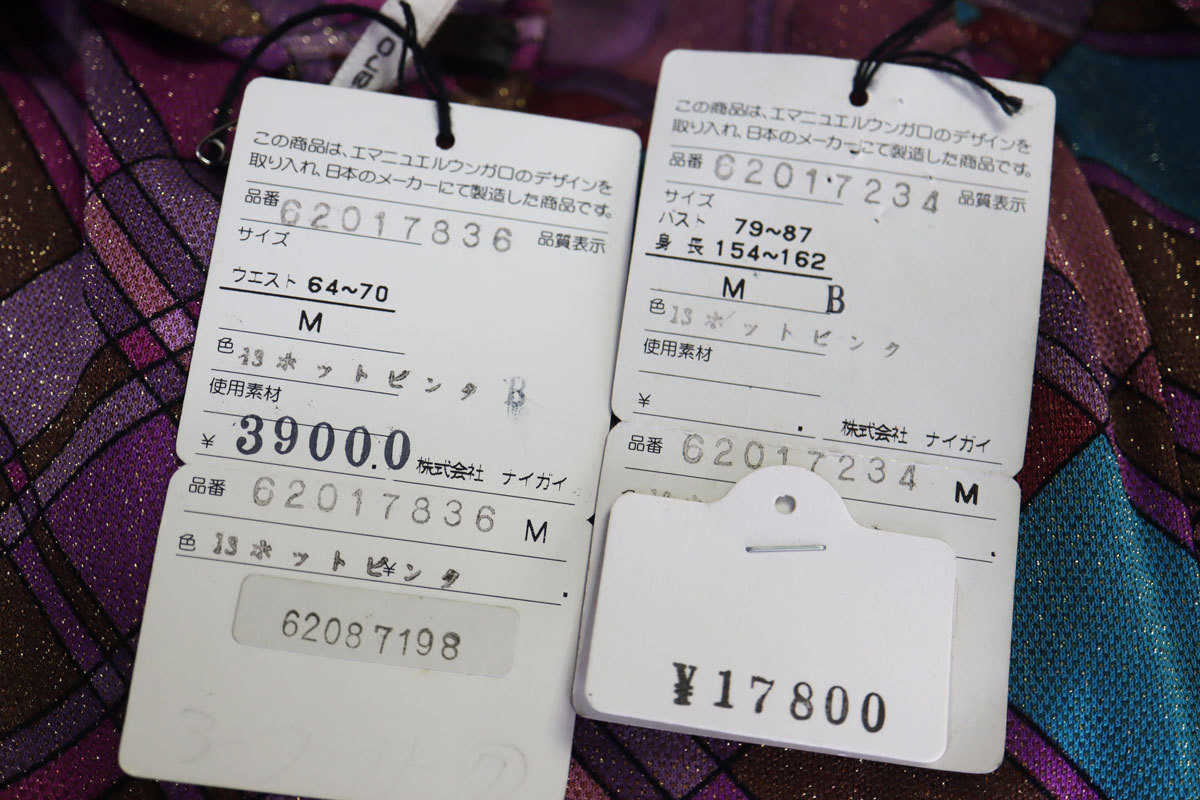 aro
この商品は、エマニュエルウンガロのデザインを
取り入れ、日本のメーカーにて製造した商品です。
品番 62017836 品質表示
サイズ
ウエスト 64~70
M
色 13ホットピンク B
使用素材
¥ 39000.0 株式会社 ナイガイ
品番 62017836 M
色 13ホットピンク
¥ .
62087198
この商品は、エマニュエルウンガロのデザインを
取り入れ、日本のメーカーにて製造した商品です。
品番 62017234 品質表示
サイズ
バスト 79~87
身長 154~162
M B
色 13ホットピンク
使用素材
¥ . 株式会社 ナイガイ
品番 62017234 M
¥17800